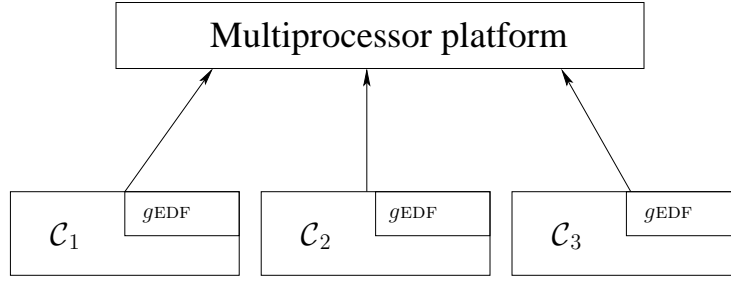 Multiprocessor platform
gEDF
gEDF
gEDF
𝒞₁
𝒞₂
𝒞₃